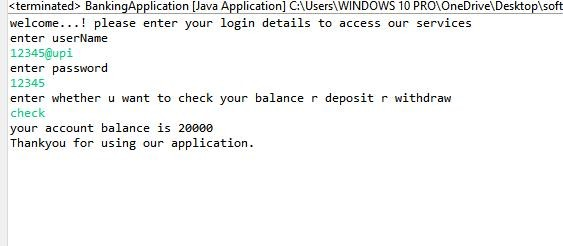 <terminated> BankingApplication [Java Application] C:\Users\WINDOWS 10 PRO\OneDrive\Desktop\soft
welcome...! please enter your login details to access our services
enter userName
12345@upi
enter password
12345
enter whether u want to check your balance r deposit r withdraw
check
your account balance is 20000
Thankyou for using our application.